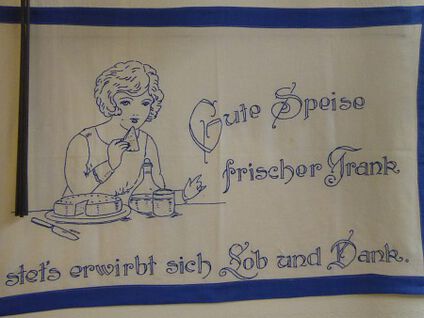 Gute Speise
frischer Trank
stet's erwirbt sich Lob und Dank.